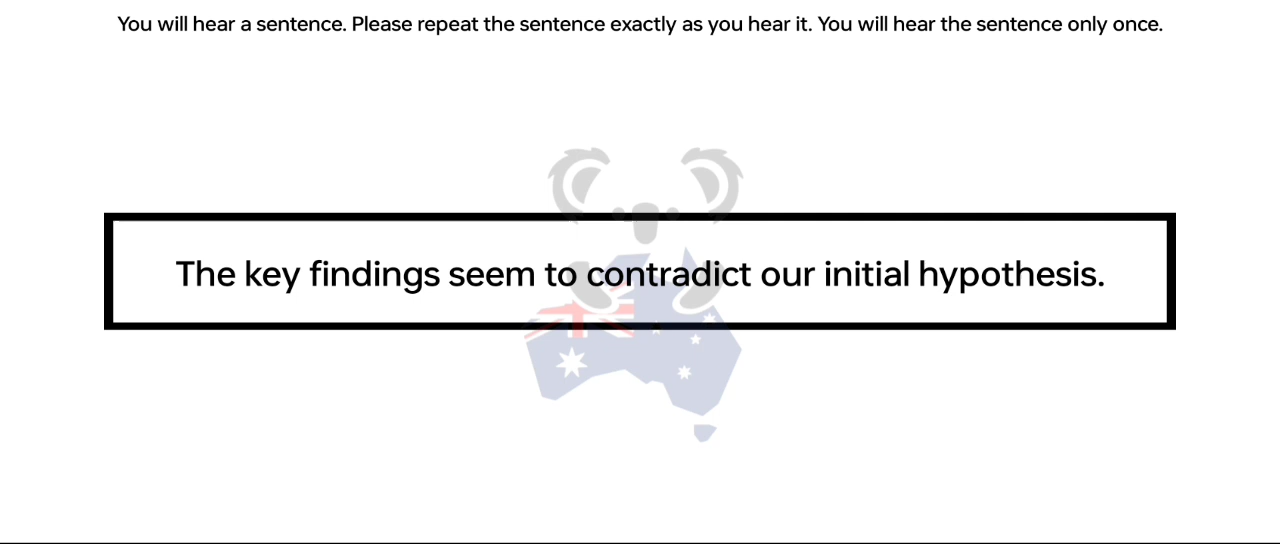 You will hear a sentence. Please repeat the sentence exactly as you hear it. You will hear the sentence only once.
The key findings seem to contradict our initial hypothesis.